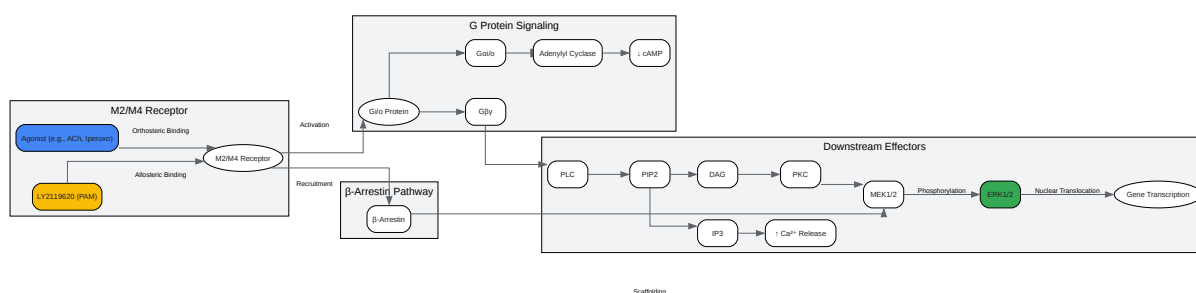 G Protein Signaling
Gαi/o
Adenylyl Cyclase
↓ cAMP
Gi/o Protein
Gβγ
M2/M4 Receptor
Agonist (e.g., ACh, Iperoxo)
Orthosteric Binding
M2/M4 Receptor
Allosteric Binding
LY2119620 (PAM)
Activation
Recruitment
β-Arrestin Pathway
β-Arrestin
Downstream Effectors
PLC
PIP2
DAG
PKC
MEK1/2
Phosphorylation
ERK1/2
Nuclear Translocation
Gene Transcription
IP3
↑ Ca²⁺ Release
Scaffolding